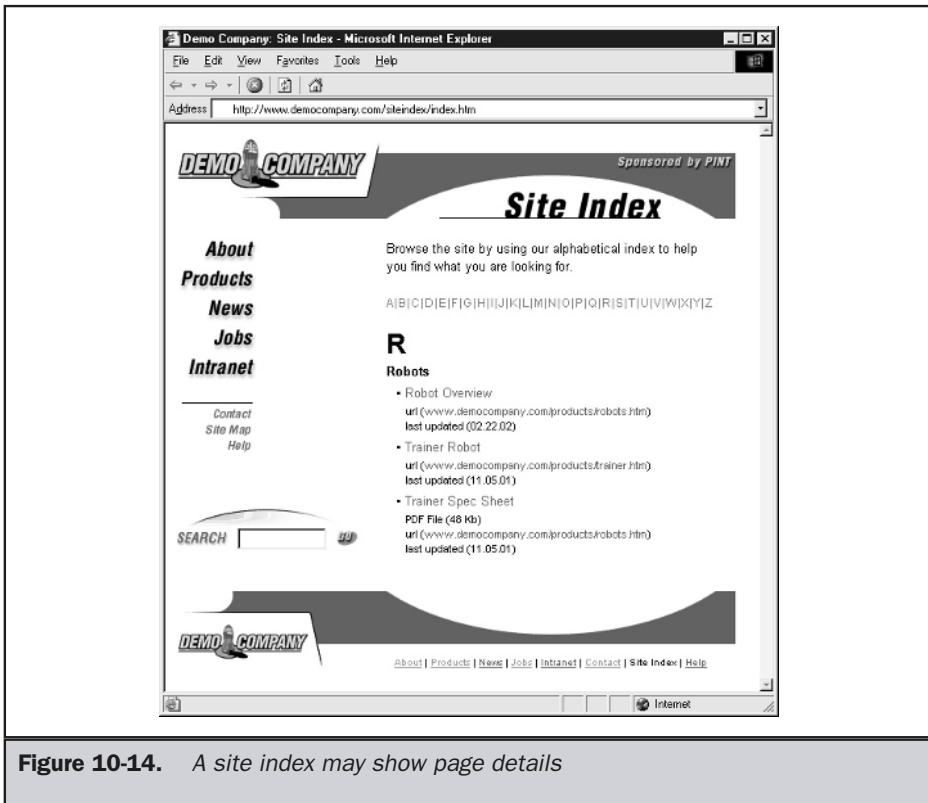 Demo Company: Site Index - Microsoft Internet Explorer
File Edit View Favorites Tools Help
Address http://www.democompany.com/siteindex/index.htm
DEMO COMPANY
Sponsored by PINT
Site Index
About
Products
News
Jobs
Intranet
Contact
Site Map
Help
SEARCH
Browse the site by using our alphabetical index to help
you find what you are looking for.
A|B|C|D|E|F|G|H|I|J|K|L|M|N|O|P|Q|R|S|T|U|V|W|X|Y|Z
R
Robots
• Robot Overview
url (www.democompany.com/products/robots.htm)
last updated (02.22.02)
• Trainer Robot
url (www.democompany.com/products/trainer.htm)
last updated (11.05.01)
• Trainer Spec Sheet
PDF File (48 Kb)
url (www.democompany.com/products/robots.htm)
last updated (11.05.01)
DEMO COMPANY
About | Products | News | Jobs | Intranet | Contact | Site Index | Help
Internet
Figure 10-14. A site index may show page details